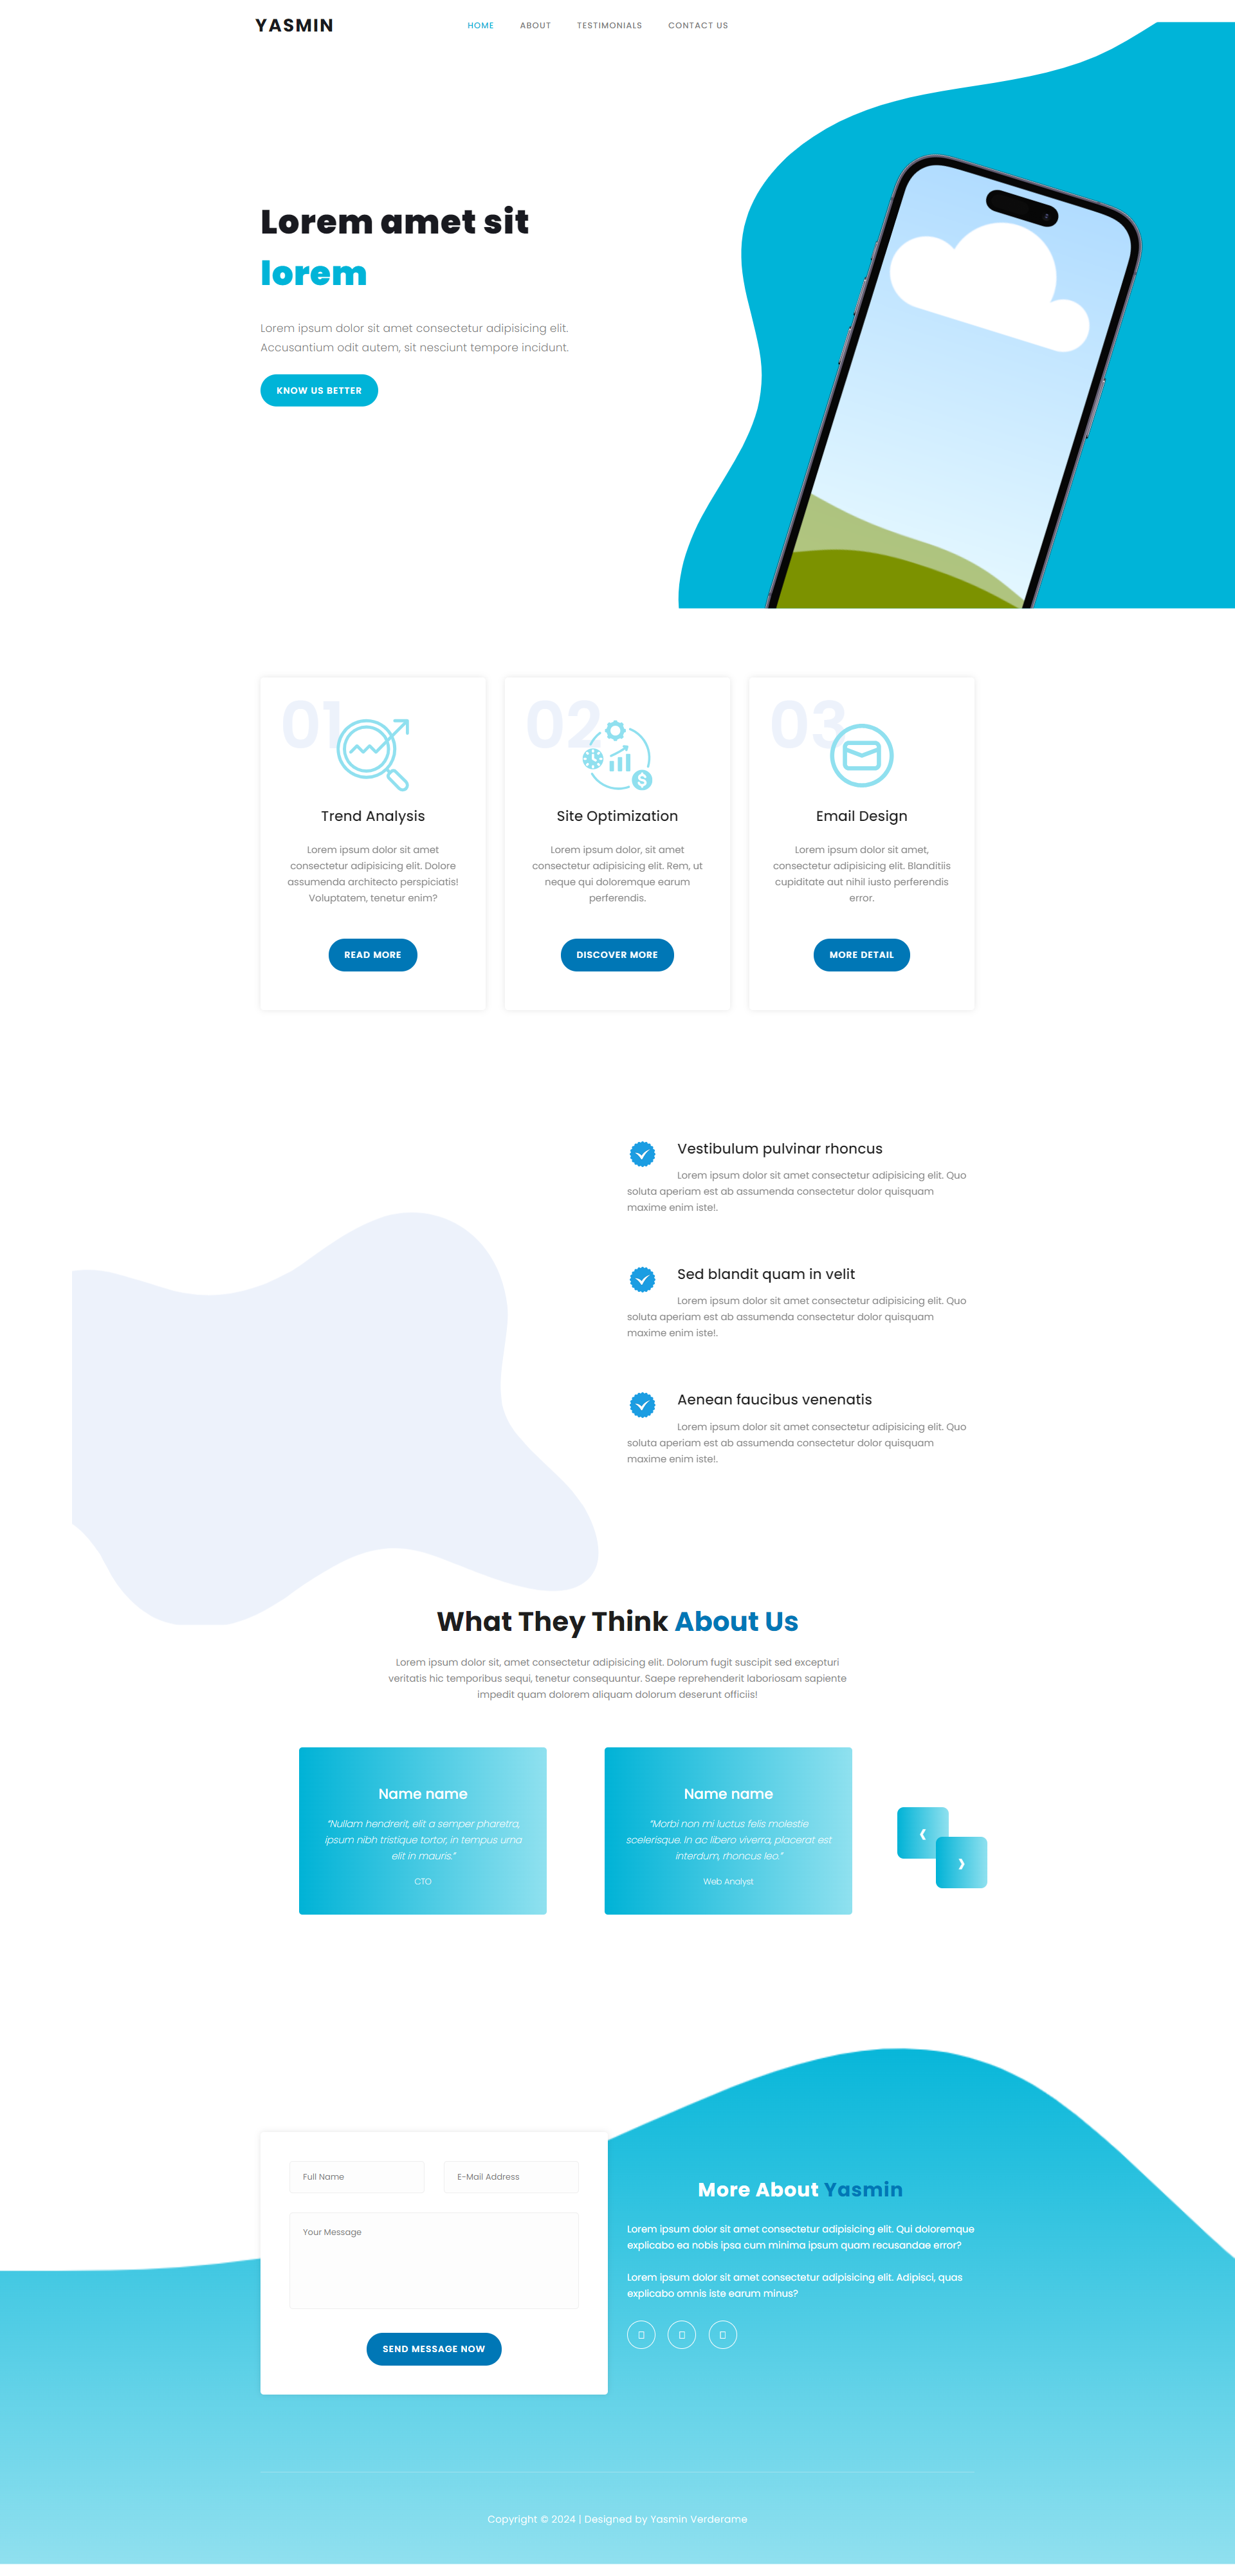 YASMIN
HOME ABOUT TESTIMONIALS CONTACT US
Lorem amet sit
lorem
Lorem ipsum dolor sit amet consectetur adipisicing elit.
Accusantium odit autem, sit nesciunt tempore incidunt.
KNOW US BETTER
01
Trend Analysis
Lorem ipsum dolor sit amet
consectetur adipisicing elit. Dolore
assumenda architecto perspiciatis!
Voluptatem, tenetur enim?
READ MORE
02
Site Optimization
Lorem ipsum dolor, sit amet
consectetur adipisicing elit. Rem, ut
neque qui doloremque earum
perferendis.
DISCOVER MORE
03
Email Design
Lorem ipsum dolor sit amet,
consectetur adipisicing elit. Blanditiis
cupiditate aut nihil iusto perferendis
error.
MORE DETAIL
Vestibulum pulvinar rhoncus
Lorem ipsum dolor sit amet consectetur adipisicing elit. Quo
soluta aperiam est ab assumenda consectetur dolor quisquam
maxime enim iste!.
Sed blandit quam in velit
Lorem ipsum dolor sit amet consectetur adipisicing elit. Quo
soluta aperiam est ab assumenda consectetur dolor quisquam
maxime enim iste!.
Aenean faucibus venenatis
Lorem ipsum dolor sit amet consectetur adipisicing elit. Quo
soluta aperiam est ab assumenda consectetur dolor quisquam
maxime enim iste!.
What They Think About Us
Lorem ipsum dolor sit, amet consectetur adipisicing elit. Dolorum fugit suscipit sed excepturi
veritatis hic temporibus sequi, tenetur consequuntur. Saepe reprehenderit laboriosam sapiente
impedit quam dolorem aliquam dolorum deserunt officiis!
Name name
“Nullam hendrerit, elit a semper pharetra,
ipsum nibh tristique tortor, in tempus urna
elit in mauris.”
CTO
Name name
“Morbi non mi luctus felis molestie
scelerisque. In ac libero viverra, placerat est
interdum, rhoncus leo.”
Web Analyst
‹
›
Full Name
E-Mail Address
Your Message
SEND MESSAGE NOW
More About Yasmin
Lorem ipsum dolor sit amet consectetur adipisicing elit. Qui doloremque
explicabo ea nobis ipsa cum minima ipsum quam recusandae error?
Lorem ipsum dolor sit amet consectetur adipisicing elit. Adipisci, quas
explicabo omnis iste earum minus?
Copyright © 2024 | Designed by Yasmin Verderame